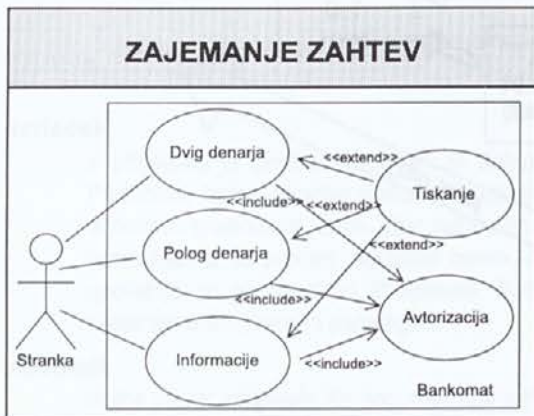 ZAJEMANJE ZAHTEV
Dvig denarja
<<extend>>
Tiskanje
<<include>>
<<extend>>
Polog denarja
<<extend>>
<<include>>
Avtorizacija
Stranka
Informacije
<<include>>
Bankomat